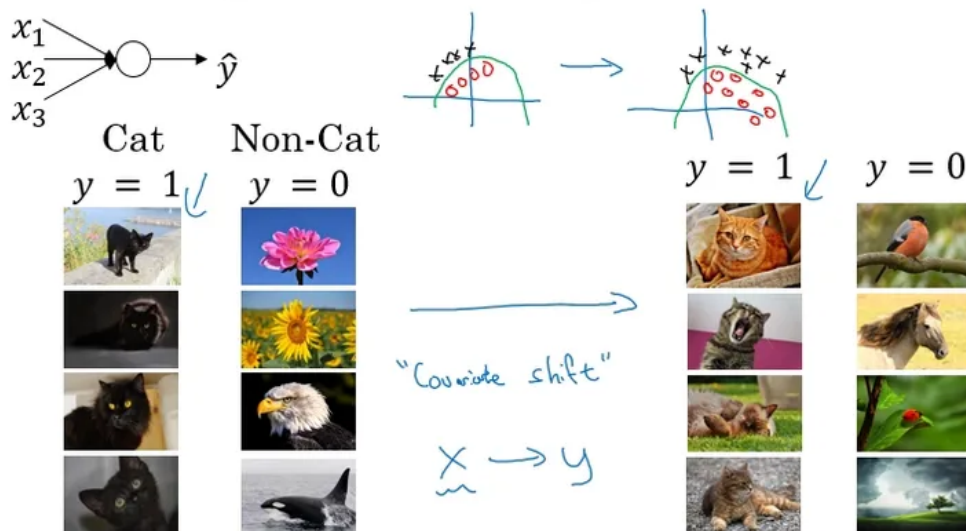 x₁
x₂
x₃
ŷ
Cat
Non-Cat
y = 1
y = 0
y = 1
y = 0
"Covariate shift"
x → y